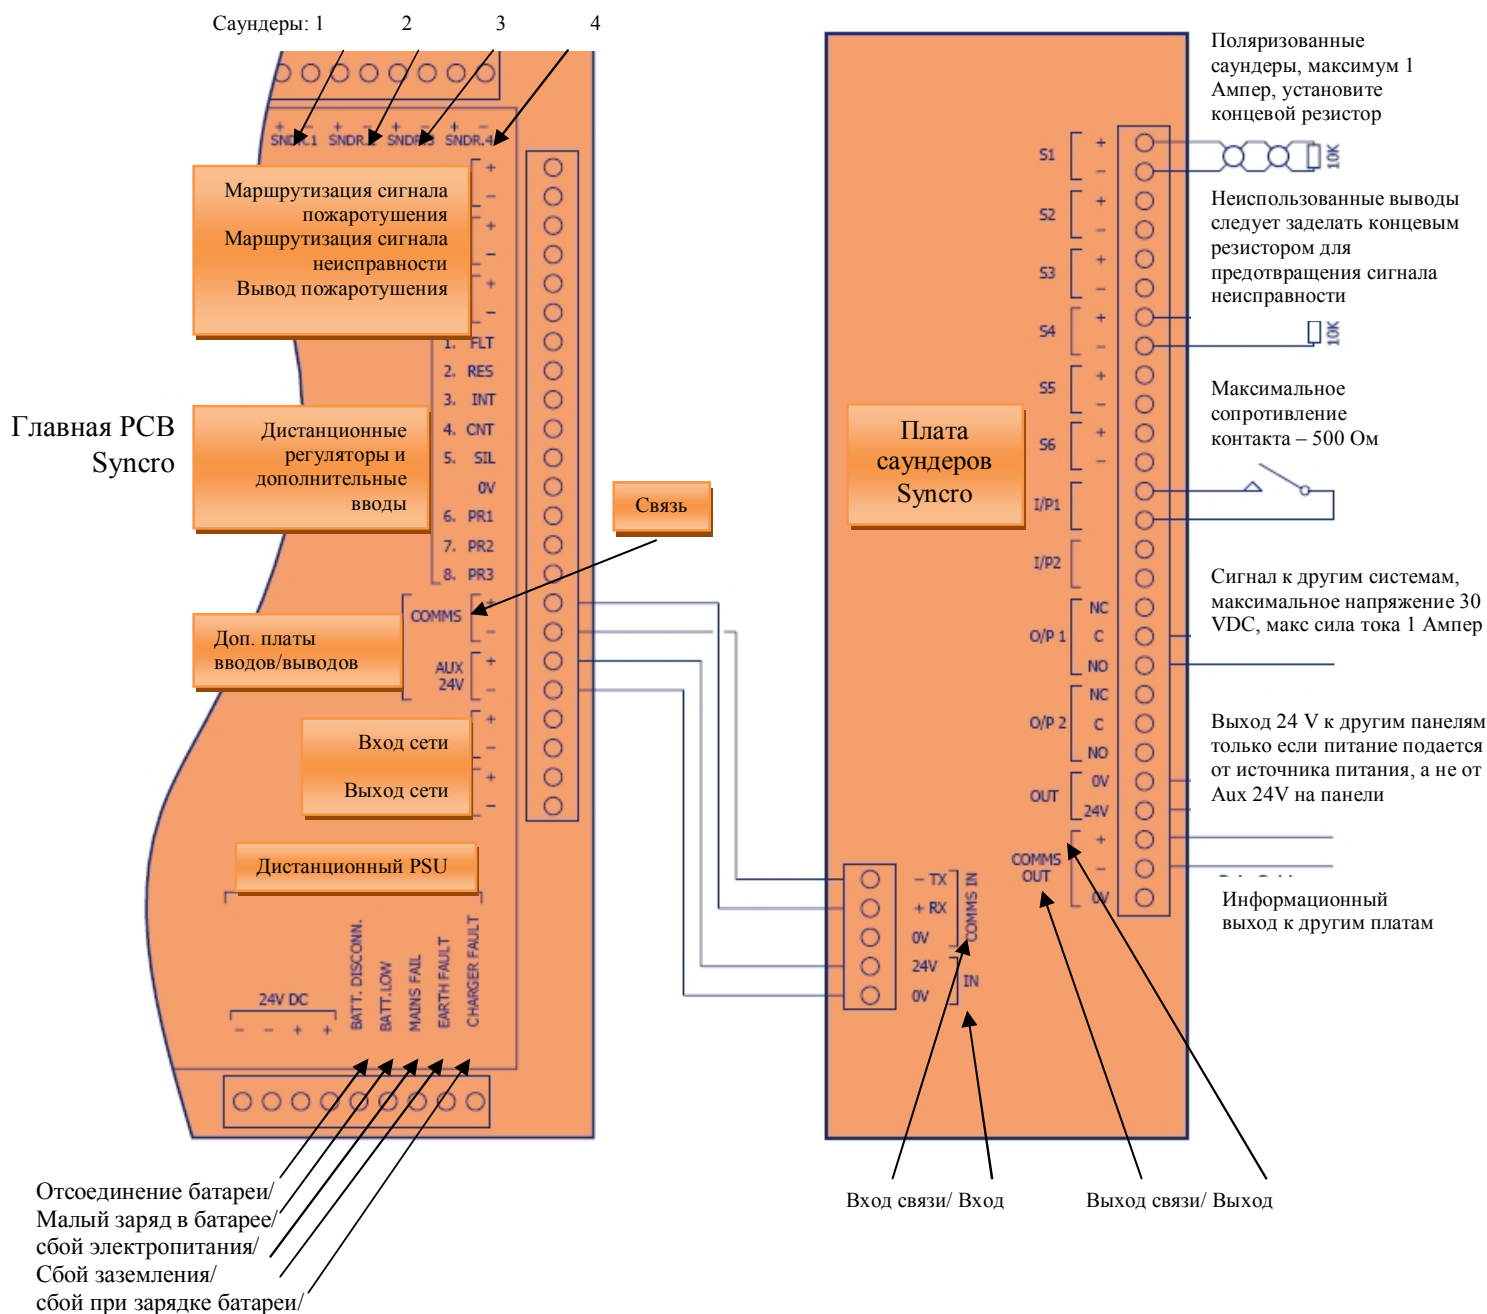 Саундеры: 1 2 3 4
+ − + − + − + −
SNDR.1 SNDR.2 SNDR.3 SNDR.4
Маршрутизация сигнала
пожаротушения
Маршрутизация сигнала
неисправности
Вывод пожаротушения
+
−
+
−
+
−
1. FLT
2. RES
3. INT
4. CNT
5. SIL
0V
6. PR1
7. PR2
8. PR3
Главная PCB
Syncro
Дистанционные
регуляторы и
дополнительные
вводы
Связь
COMMS
+
−
AUX
24V
+
−
Доп. платы
вводов/выводов
+
−
+
−
Вход сети
Выход сети
Дистанционный PSU
24V DC
− − + +
BATT. DISCONN.
BATT.LOW
MAINS FAIL
EARTH FAULT
CHARGER FAULT
Отсоединение батареи/
Малый заряд в батарее/
сбой электропитания/
Сбой заземления/
сбой при зарядке батареи/
Плата
саундеров
Syncro
S1 + −
S2 + −
S3 + −
S4 + −
S5 + −
S6 + −
I/P1
I/P2
O/P 1 NC C NO
O/P 2 NC C NO
OUT 0V 24V
COMMS
OUT
+ − 0V
− TX
+ RX
0V
COMMS IN
24V
0V
IN
10K
10K
Поляризованные
саундеры, максимум 1
Ампер, установите
концевой резистор
Неиспользованные выводы
следует заделать концевым
резистором для
предотвращения сигнала
неисправности
Максимальное
сопротивление
контакта – 500 Ом
Сигнал к другим системам,
максимальное напряжение 30
VDC, макс сила тока 1 Ампер
Выход 24 V к другим панелям
только если питание подается
от источника питания, а не от
Aux 24V на панели
Информационный
выход к другим платам
Вход связи/ Вход
Выход связи/ Выход